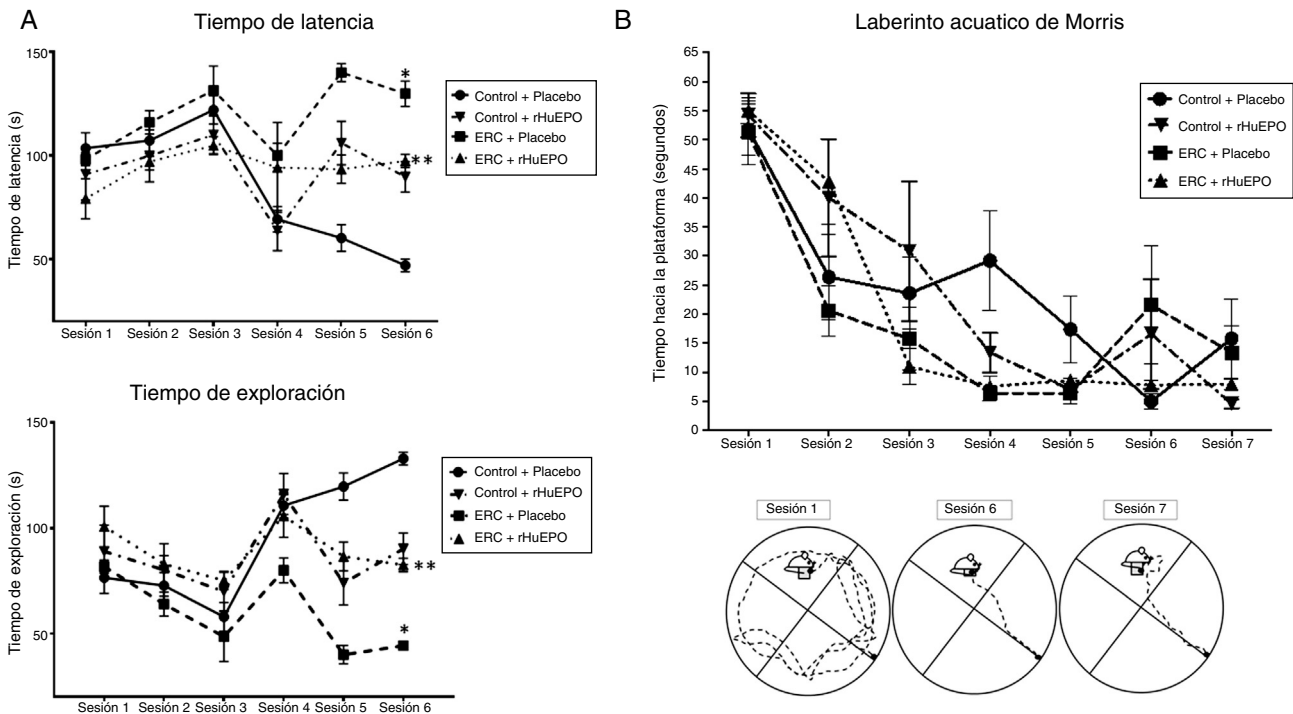 A
Tiempo de latencia
Tiempo de latencia (s)
150
100
50
*
**
Control + Placebo
Control + rHuEPO
ERC + Placebo
ERC + rHuEPO
Sesión 1 Sesión 2 Sesión 3 Sesión 4 Sesión 5 Sesión 6
Tiempo de exploración
Tiempo de exploración (s)
150
100
50
**
*
Control + Placebo
Control + rHuEPO
ERC + Placebo
ERC + rHuEPO
Sesión 1 Sesión 2 Sesión 3 Sesión 4 Sesión 5 Sesión 6
B
Laberinto acuatico de Morris
Tiempo hacia la plataforma (segundos)
65
60
55
50
45
40
35
30
25
20
15
10
5
0
Control + Placebo
Control + rHuEPO
ERC + Placebo
ERC + rHuEPO
Sesión 1 Sesión 2 Sesión 3 Sesión 4 Sesión 5 Sesión 6 Sesión 7
Sesión 1 Sesión 6 Sesión 7